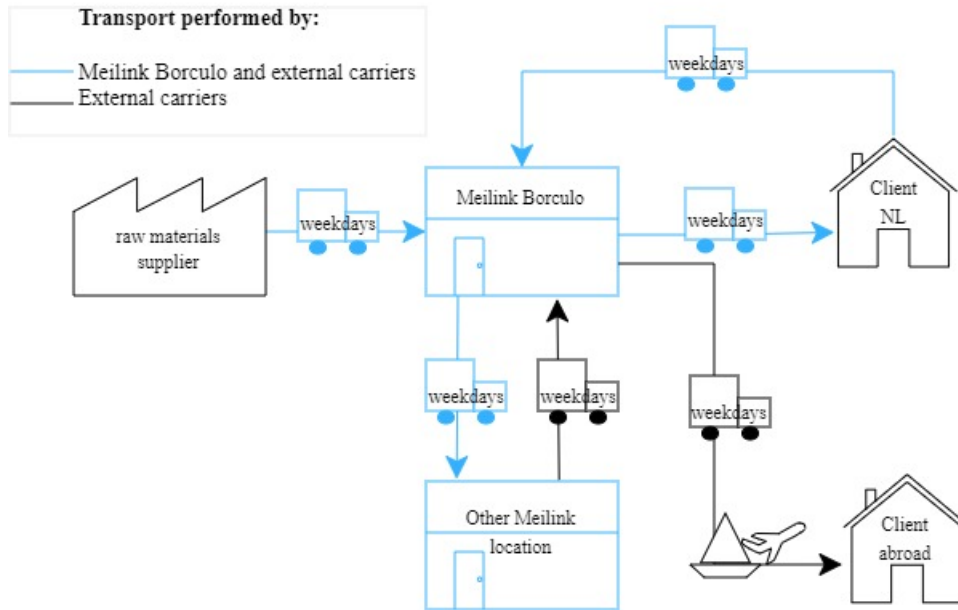 Transport performed by:
Meilink Borculo and external carriers
External carriers
weekdays
Meilink Borculo
Client
NL
weekdays
weekdays
raw materials
supplier
weekdays
weekdays
weekdays
Other Meilink
location
Client
abroad